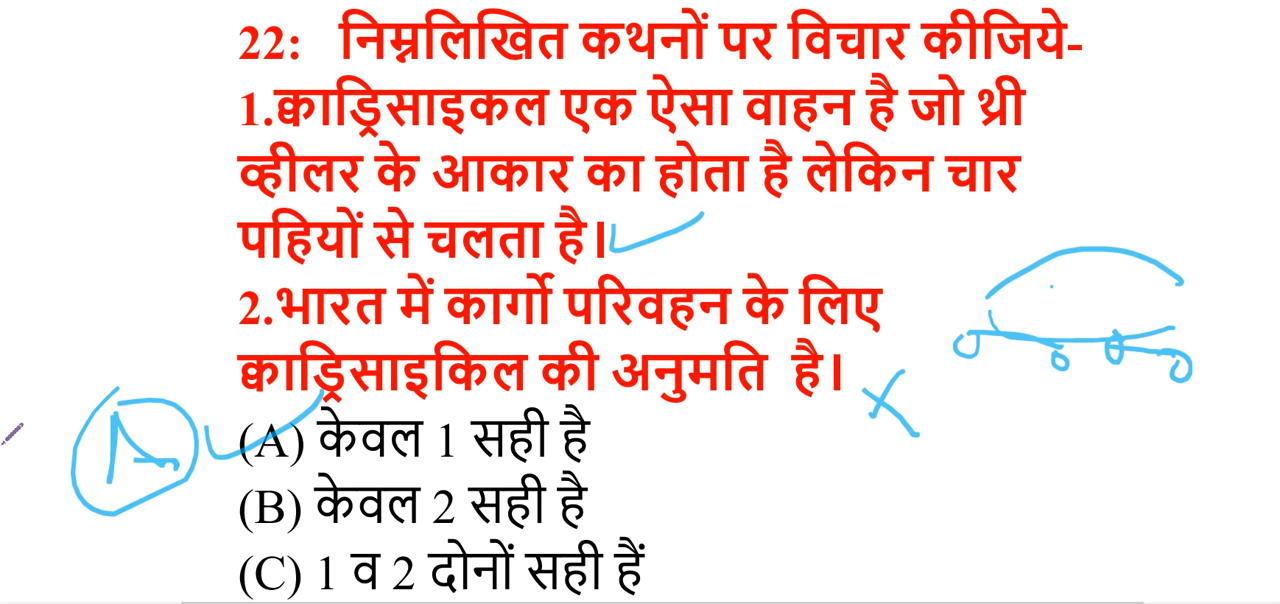 22: निम्नलिखित कथनों पर विचार कीजिये-
1.क्वाड्रिसाइकल एक ऐसा वाहन है जो थ्री
व्हीलर के आकार का होता है लेकिन चार
पहियों से चलता है।
2.भारत में कार्गो परिवहन के लिए
क्वाड्रिसाइकिल की अनुमति है।
(A) केवल 1 सही है
(B) केवल 2 सही है
(C) 1 व 2 दोनों सही हैं